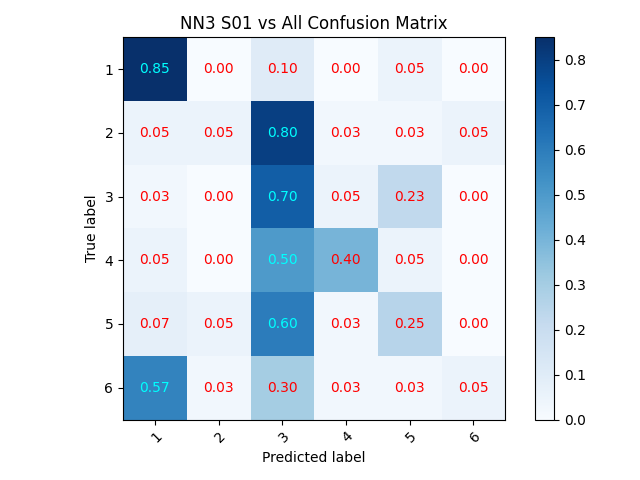 NN3 S01 vs All Confusion Matrix
True label
1 0.85 0.00 0.10 0.00 0.05 0.00
2 0.05 0.05 0.80 0.03 0.03 0.05
3 0.03 0.00 0.70 0.05 0.23 0.00
4 0.05 0.00 0.50 0.40 0.05 0.00
5 0.07 0.05 0.60 0.03 0.25 0.00
6 0.57 0.03 0.30 0.03 0.03 0.05
1 2 3 4 5 6
Predicted label
0.8
0.7
0.6
0.5
0.4
0.3
0.2
0.1
0.0